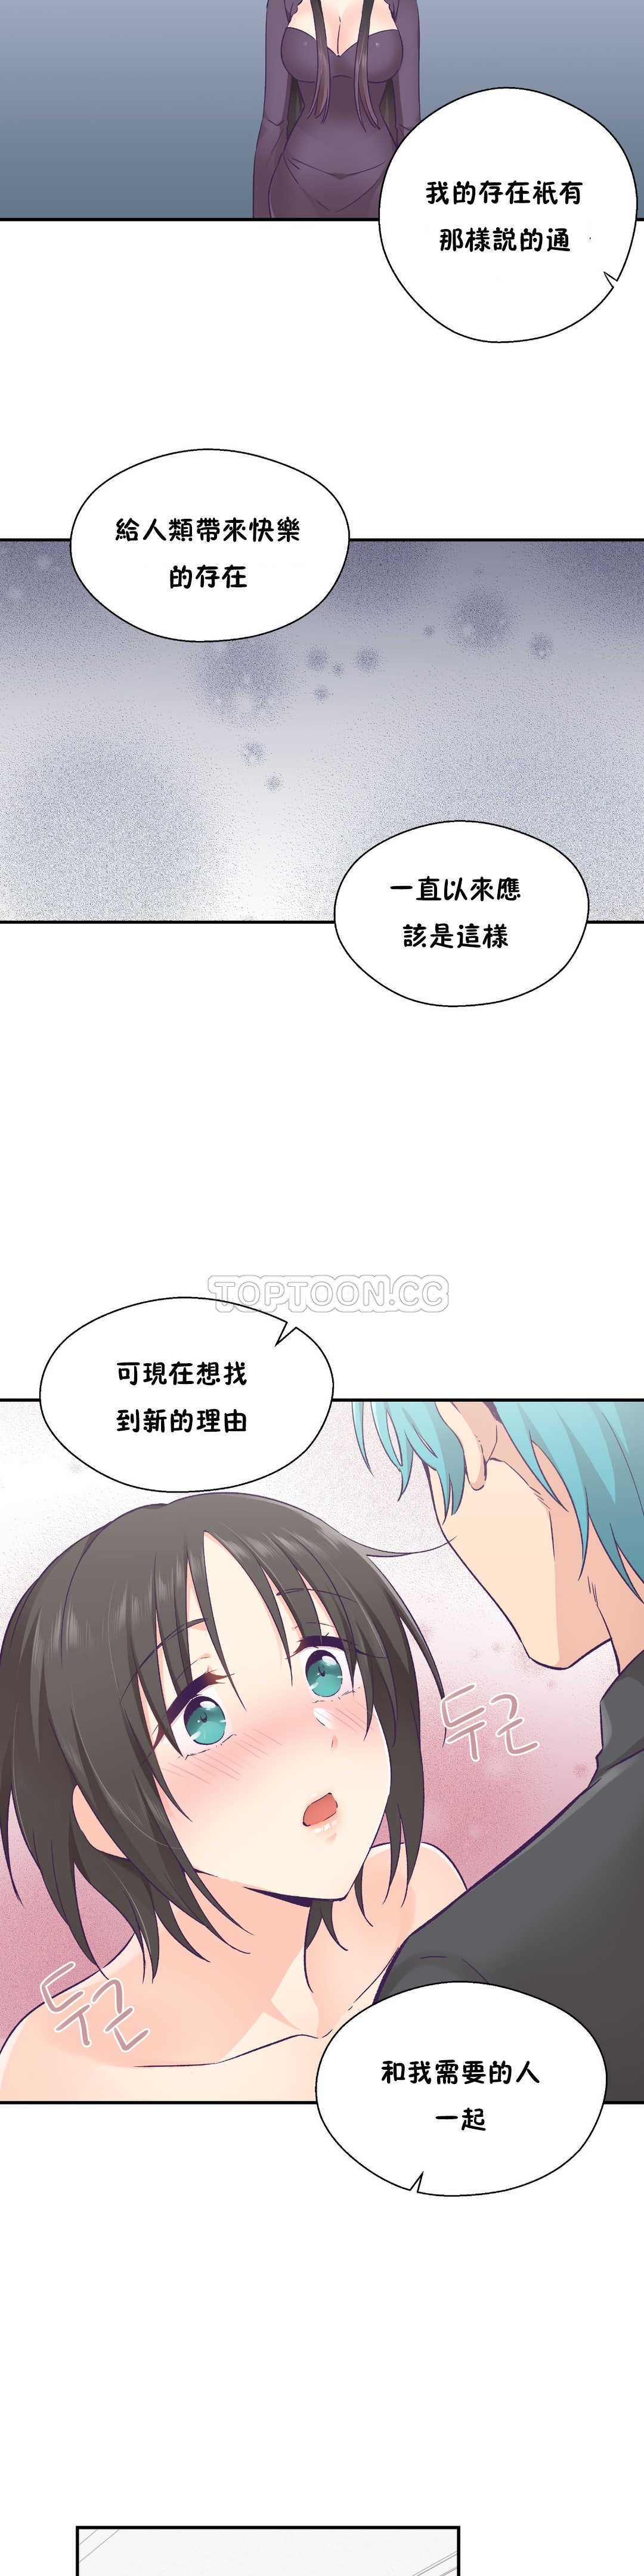 我的存在衹有
那樣説的通
給人類帶來快樂
的存在
一直以來應
該是這樣
TOPTOON.CC
可現在想找
到新的理由
두근
두근
和我需要的人
一起